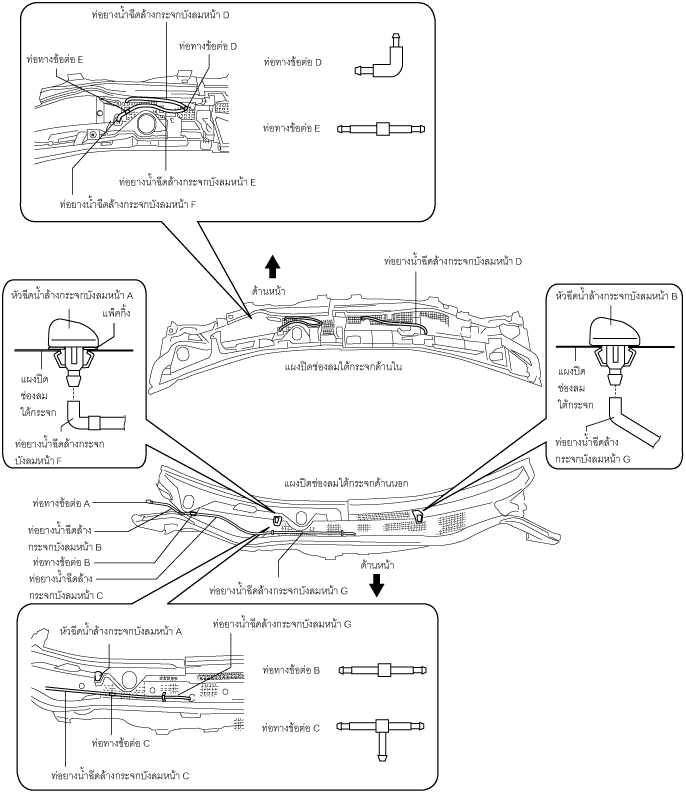 ท่อยางน้ำฉีดล้างกระจกบังลมหน้า D
ท่อทางข้อต่อ D
ท่อทางข้อต่อ E
ท่อทางข้อต่อ D
ท่อทางข้อต่อ E
ท่อยางน้ำฉีดล้างกระจกบังลมหน้า E
ท่อยางน้ำฉีดล้างกระจกบังลมหน้า F
ด้านหน้า
ท่อยางน้ำฉีดล้างกระจกบังลมหน้า D
หัวฉีดน้ำล้างกระจกบังลมหน้า A
แพ็คกิ้ง
แผงปิด
ช่องลม
ใต้กระจก
ท่อยางน้ำฉีดล้างกระจก
บังลมหน้า F
แผงปิดช่องลมใต้กระจกด้านใน
หัวฉีดน้ำล้างกระจกบังลมหน้า B
แผงปิด
ช่องลม
ใต้กระจก
ท่อยางน้ำฉีดล้าง
กระจกบังลมหน้า G
แผงปิดช่องลมใต้กระจกด้านนอก
ท่อทางข้อต่อ A
ท่อยางน้ำฉีดล้าง
กระจกบังลมหน้า B
ท่อทางข้อต่อ B
ท่อยางน้ำฉีดล้าง
กระจกบังลมหน้า C
ท่อยางน้ำฉีดล้างกระจกบังลมหน้า G
ด้านหน้า
หัวฉีดน้ำล้างกระจกบังลมหน้า A
ท่อยางน้ำฉีดล้างกระจกบังลมหน้า G
ท่อทางข้อต่อ B
ท่อทางข้อต่อ C
ท่อทางข้อต่อ C
ท่อยางน้ำฉีดล้างกระจกบังลมหน้า C